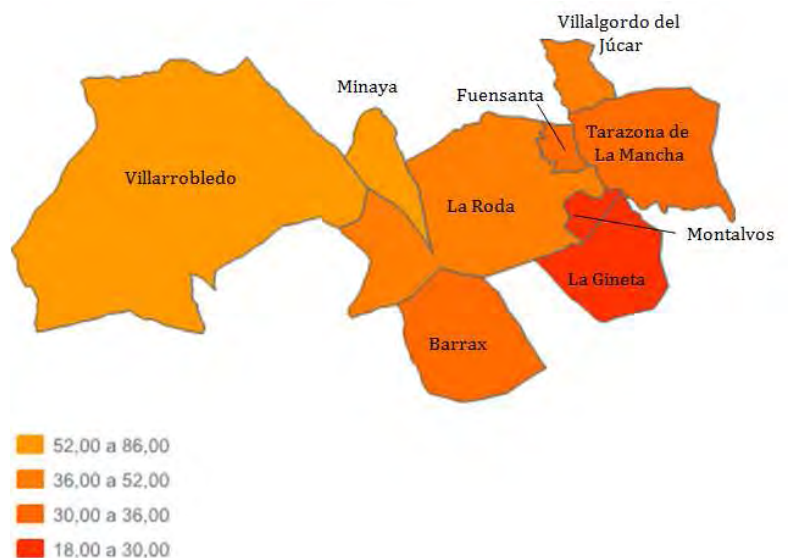 Villalgordo del
Júcar
Minaya
Fuensanta
Tarazona de
La Mancha
Villarrobledo
La Roda
Montalvos
La Gineta
Barrax
52,00 a 86,00
36,00 a 52,00
30,00 a 36,00
18,00 a 30,00